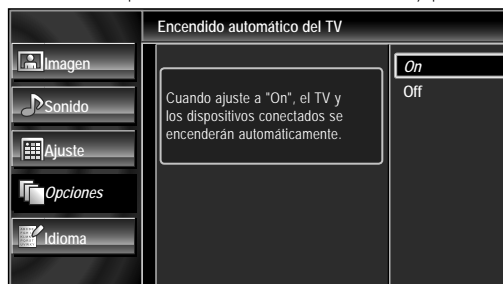 Encendido automático del TV
Imagen
Sonido
Ajuste
Opciones
Idioma
Cuando ajuste a "On", el TV y
los dispositivos conectados se
encenderán automáticamente.
On
Off